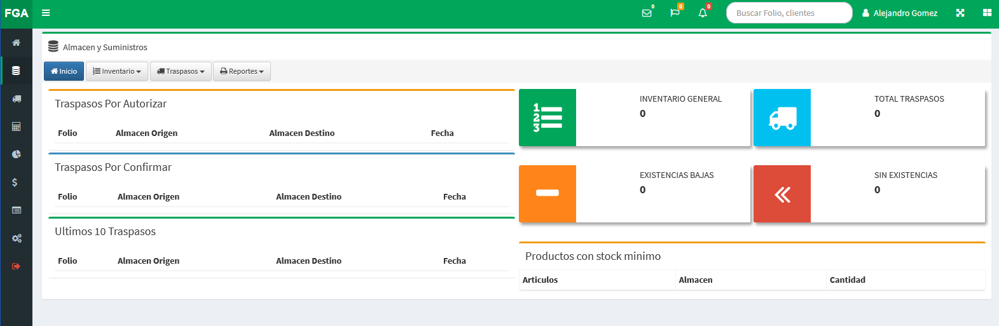 FGA
0
0
0
Buscar Folio, clientes
Alejandro Gomez
Almacen y Suministros
Inicio
Inventario
Traspasos
Reportes
Traspasos Por Autorizar
Folio Almacen Origen Almacen Destino Fecha
Traspasos Por Confirmar
Folio Almacen Origen Almacen Destino Fecha
Ultimos 10 Traspasos
Folio Almacen Origen Almacen Destino Fecha
1
2
3
INVENTARIO GENERAL
0
TOTAL TRASPASOS
0
EXISTENCIAS BAJAS
0
SIN EXISTENCIAS
0
Productos con stock minimo
Articulos Almacen Cantidad